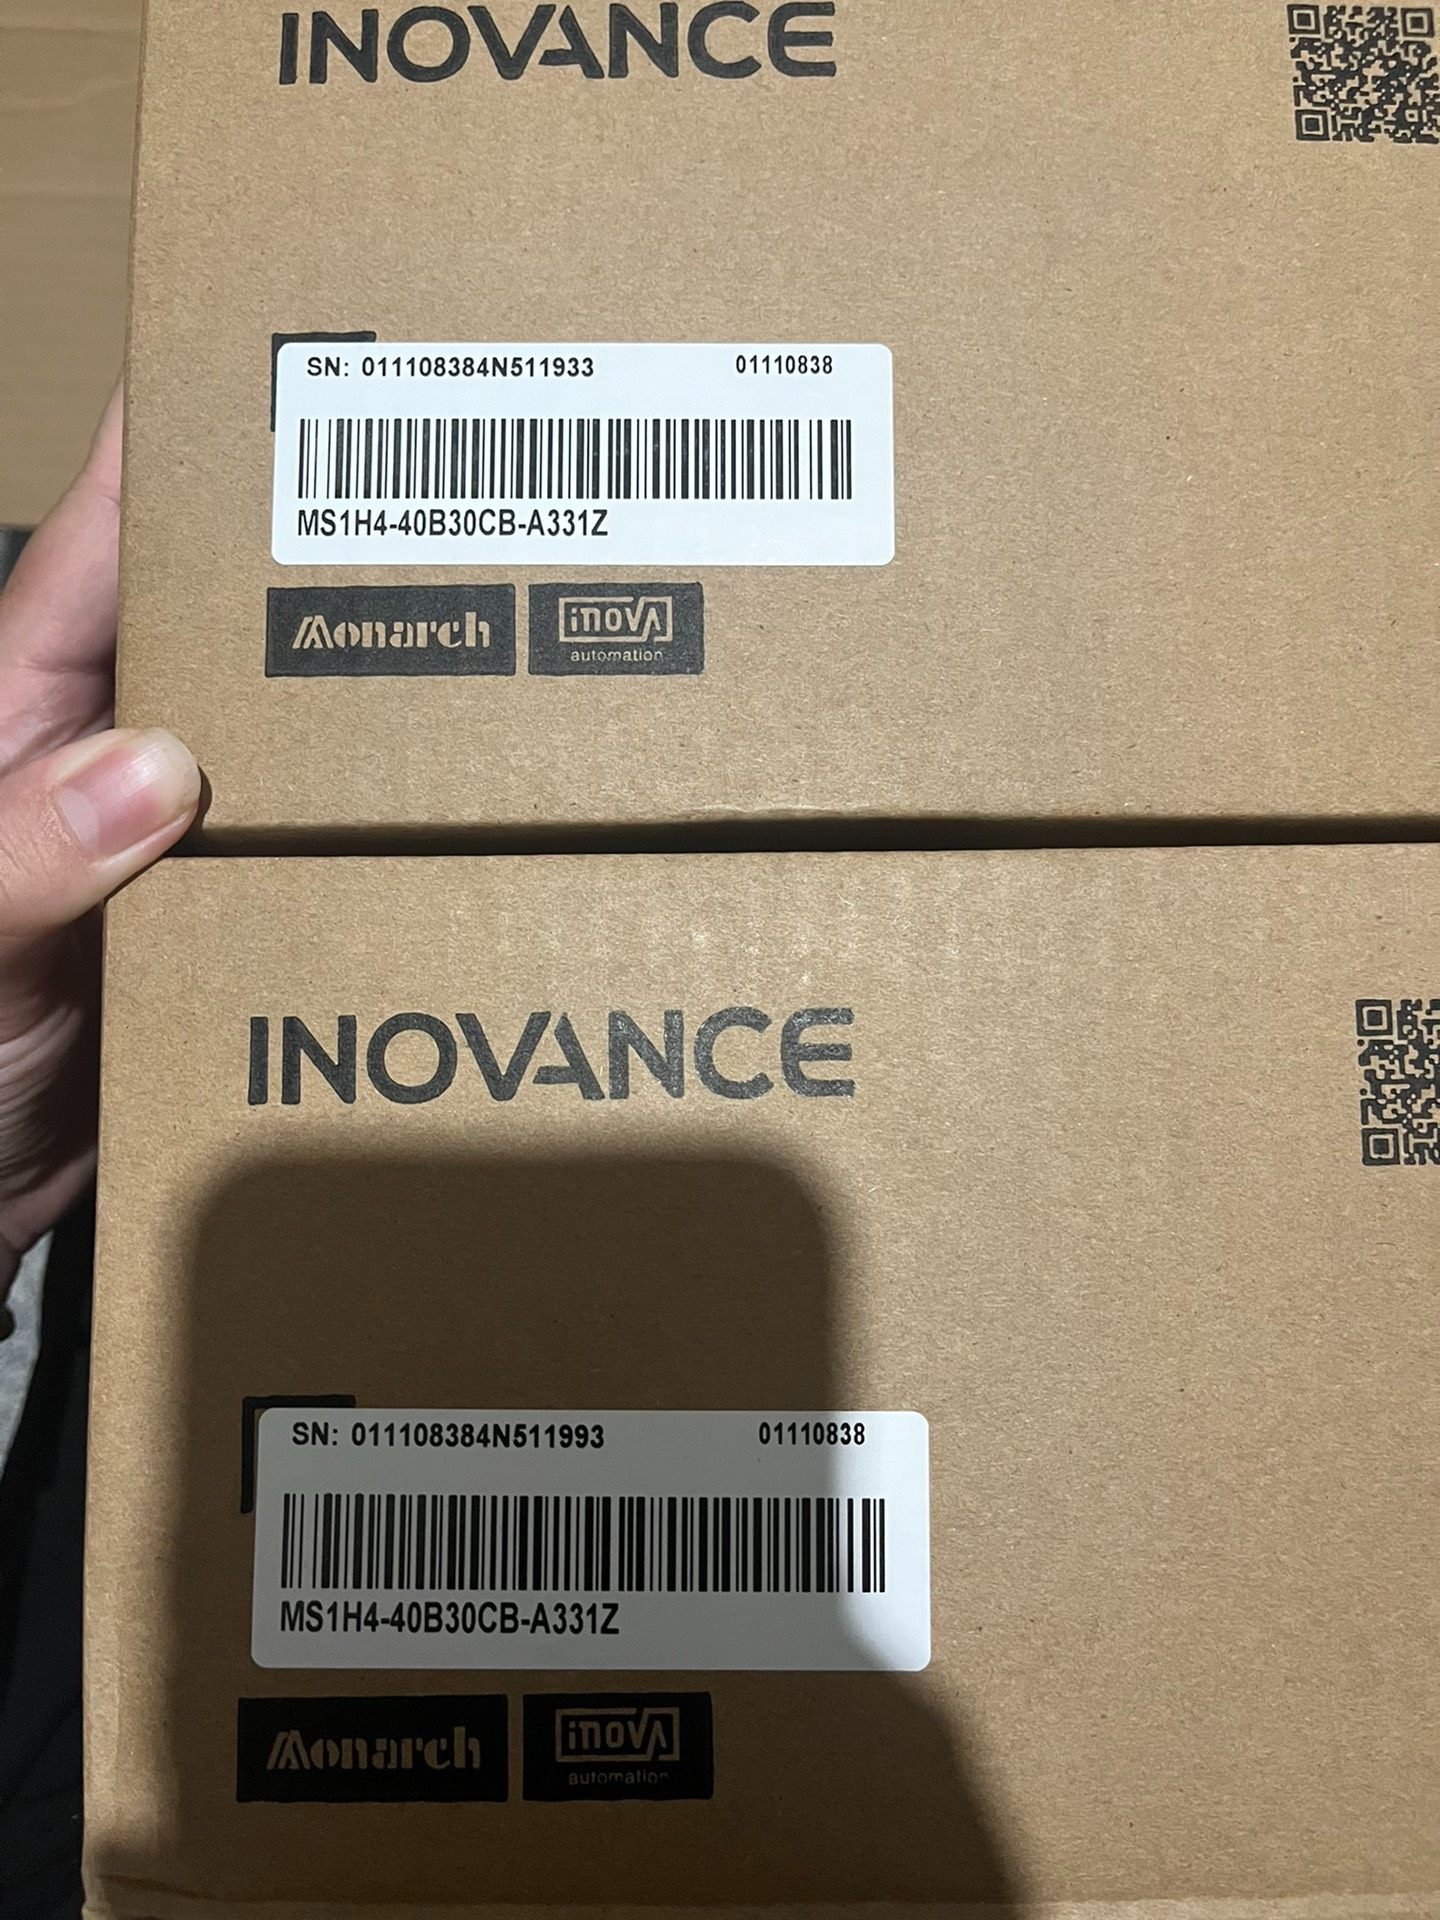 INOVANCE
SN: 011108384N511933 01110838
MS1H4-40B30CB-A331Z
Monarch inovA
automation
INOVANCE
SN: 011108384N511993 01110838
MS1H4-40B30CB-A331Z
Monarch inovA
automation